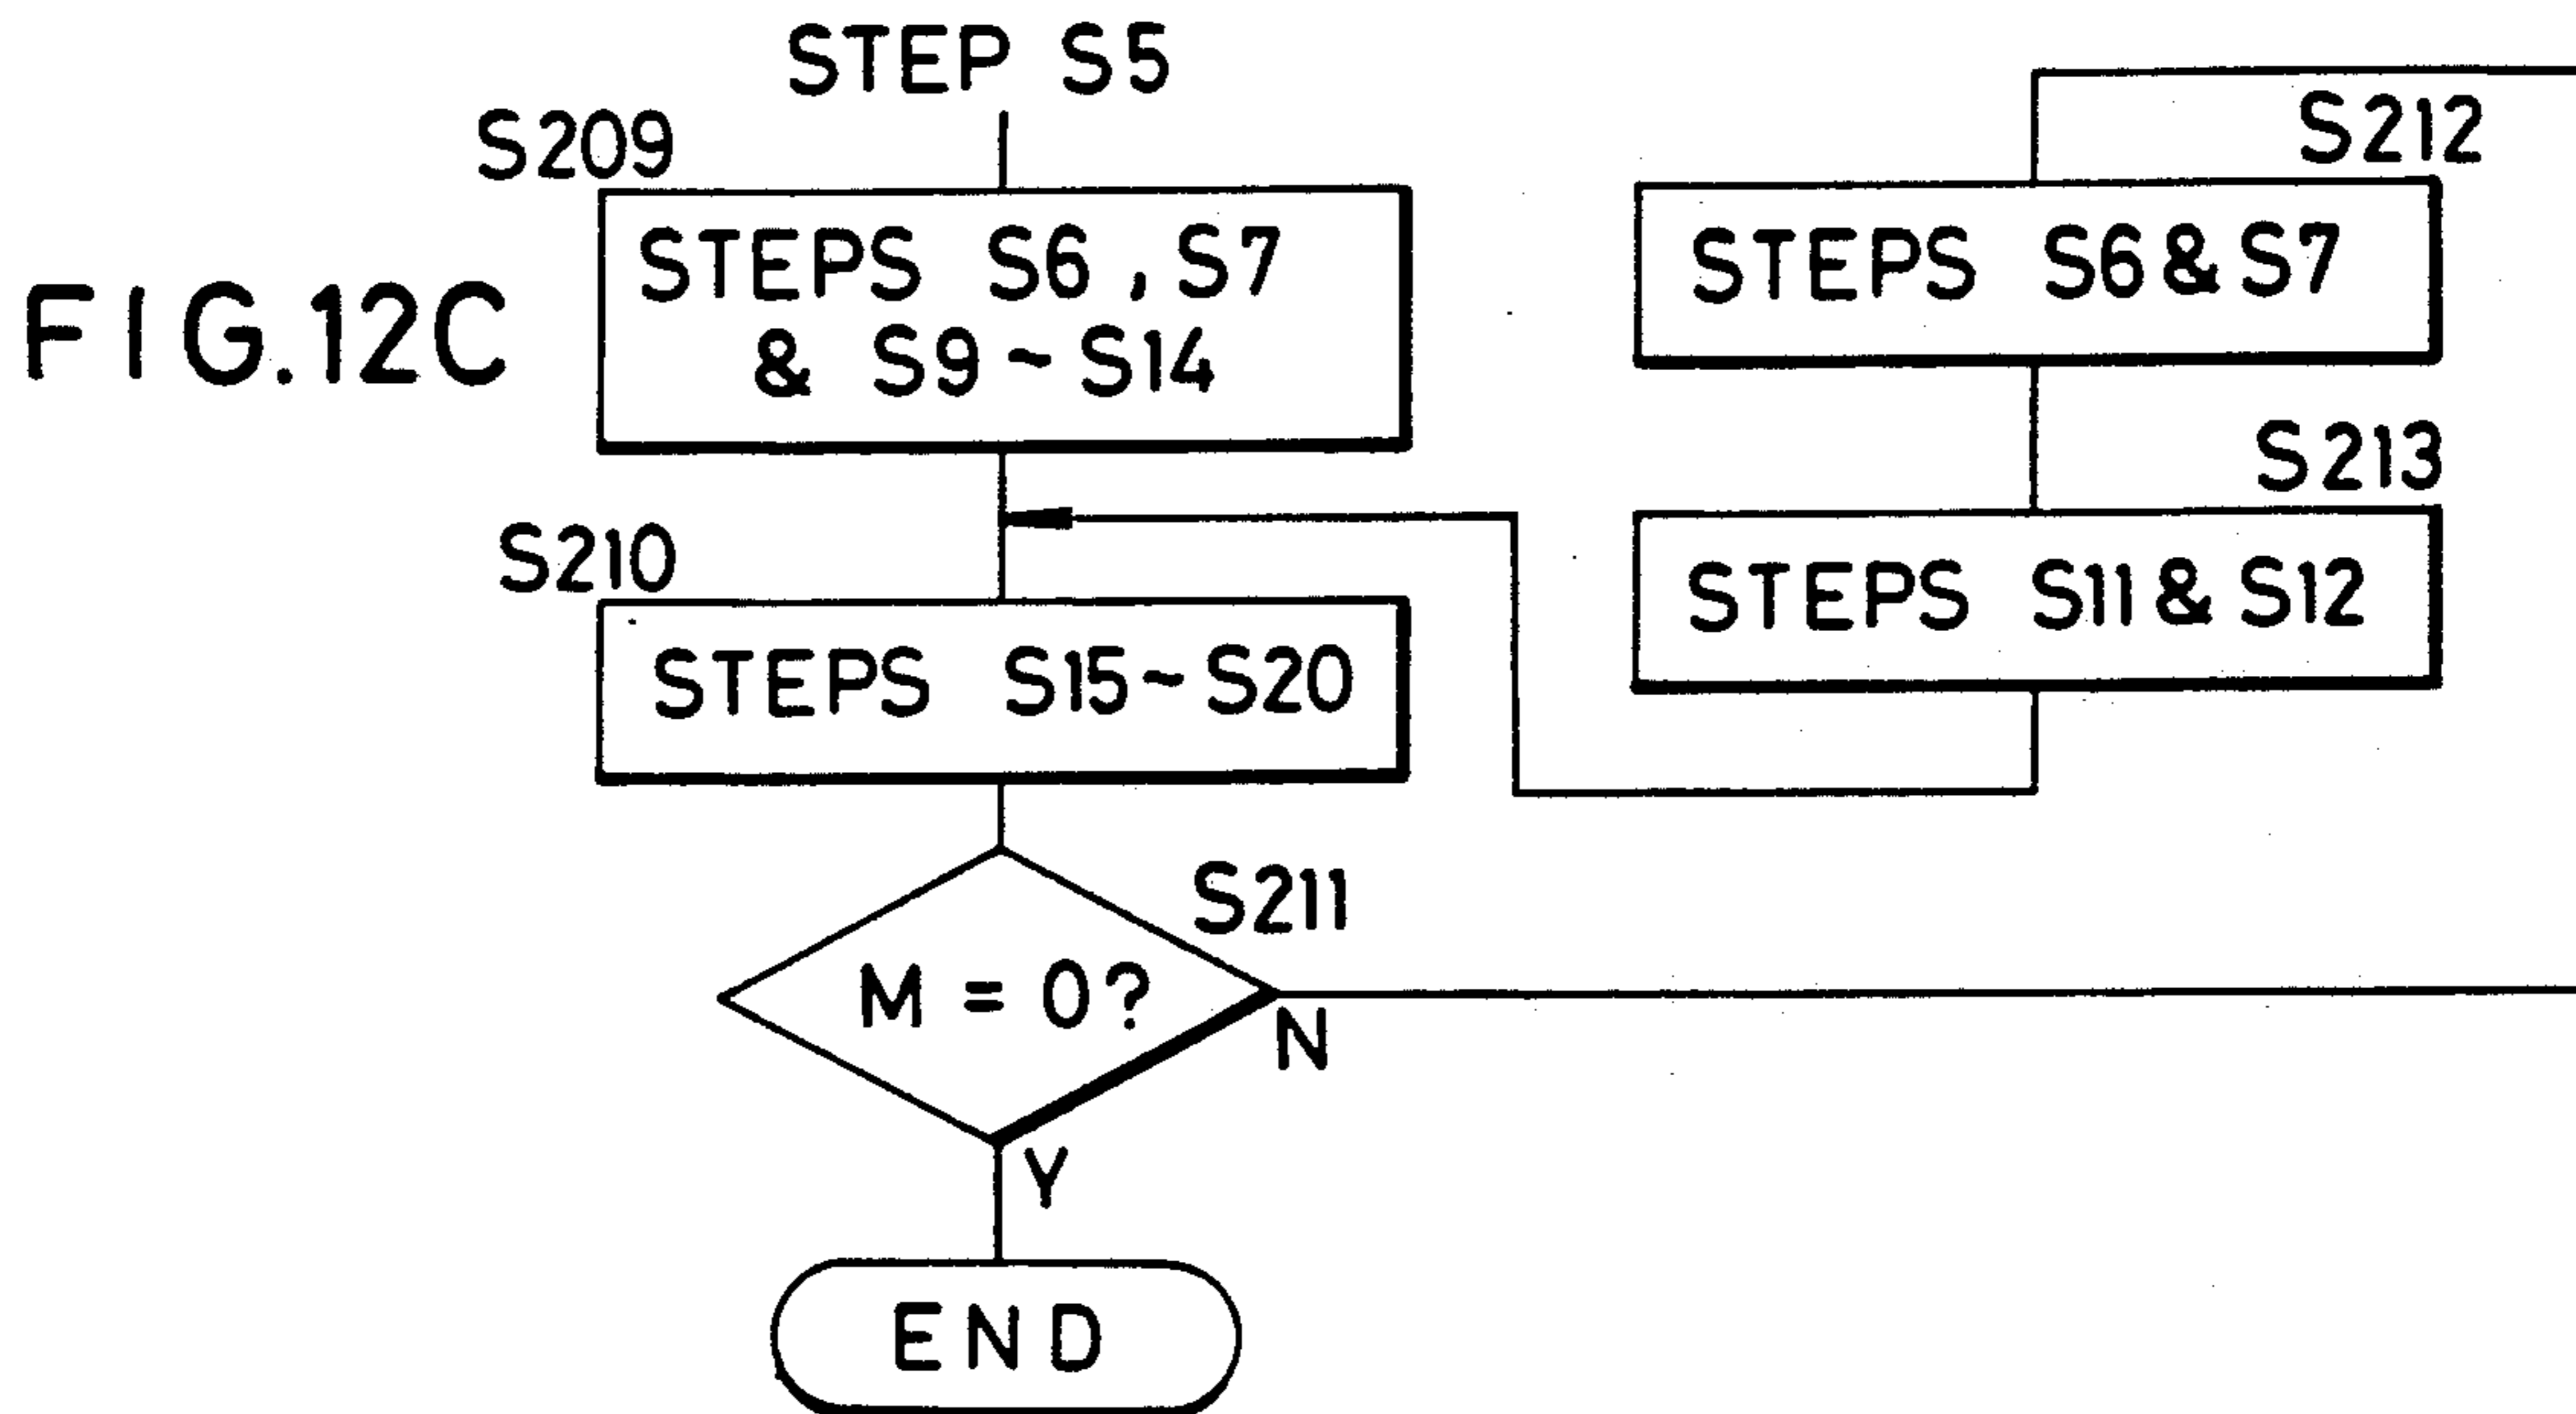 FIG.12C
STEP S5
S209
STEPS S6, S7
& S9~S14
S210
STEPS S15~S20
S211
M = 0?
N
Y
END
S212
STEPS S6 & S7
S213
STEPS S11 & S12